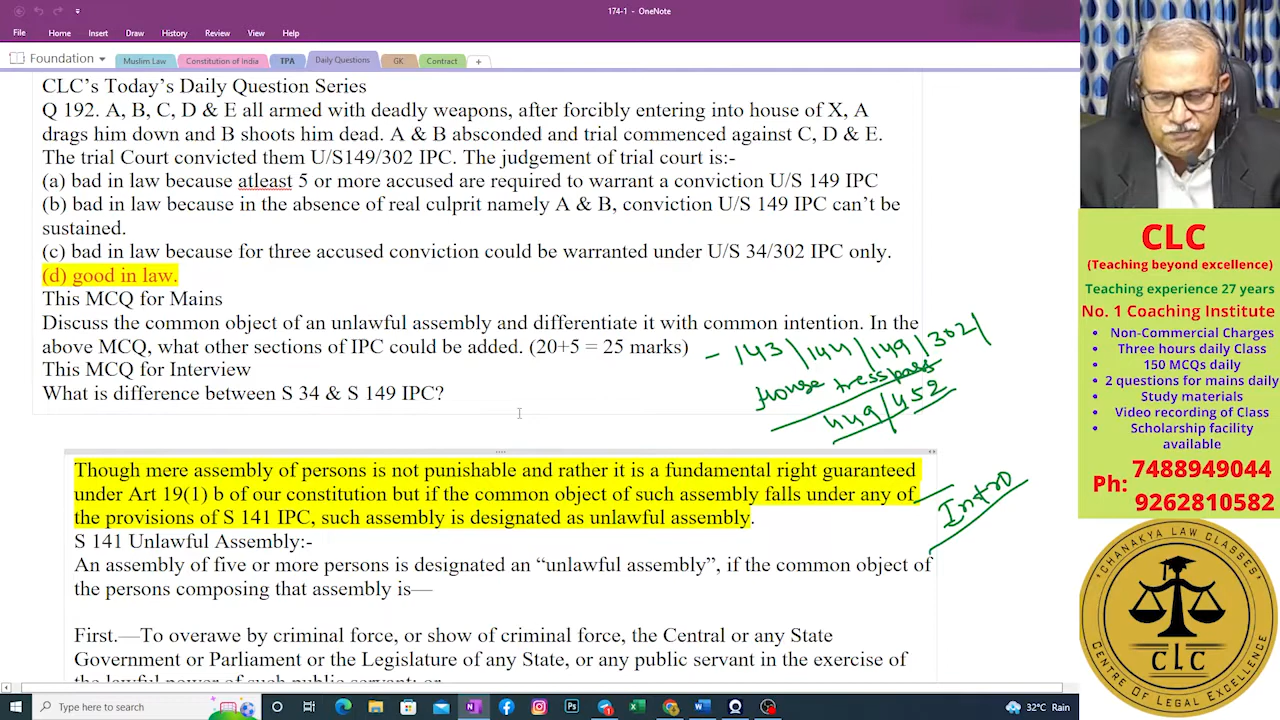 174-1 - OneNote
File Home Insert Draw History Review View Help
Foundation Muslim Law Constitution of india TPA Daily Questions GK Contract +
CLC's Today's Daily Question Series
Q 192. A, B, C, D & E all armed with deadly weapons, after forcibly entering into house of X, A
drags him down and B shoots him dead. A & B absconded and trial commenced against C, D & E.
The trial Court convicted them U/S149/302 IPC. The judgement of trial court is:-
(a) bad in law because atleast 5 or more accused are required to warrant a conviction U/S 149 IPC
(b) bad in law because in the absence of real culprit namely A & B, conviction U/S 149 IPC can't be
sustained.
(c) bad in law because for three accused conviction could be warranted under U/S 34/302 IPC only.
(d) good in law.
This MCQ for Mains
Discuss the common object of an unlawful assembly and differentiate it with common intention. In the
above MCQ, what other sections of IPC could be added. (20+5 = 25 marks)
- 143/144/149/302/
This MCQ for Interview
house tresspass
What is difference between S 34 & S 149 IPC?
449/452
Though mere assembly of persons is not punishable and rather it is a fundamental right guaranteed
under Art 19(1) b of our constitution but if the common object of such assembly falls under any of
the provisions of S 141 IPC, such assembly is designated as unlawful assembly.
Intro
S 141 Unlawful Assembly:-
An assembly of five or more persons is designated an "unlawful assembly", if the common object of
the persons composing that assembly is—
First.—To overawe by criminal force, or show of criminal force, the Central or any State
Government or Parliament or the Legislature of any State, or any public servant in the exercise of
the lawful power of such public servant; or
CLC
(Teaching beyond excellence)
Teaching experience 27 years
No. 1 Coaching Institute
• Non-Commercial Charges
• Three hours daily Class
• 150 MCQs daily
• 2 questions for mains daily
• Study materials
• Video recording of Class
• Scholarship facility
available
Ph: 7488949044
9262810582
'CHANAKYA LAW CLASSES'
CLC
CENTRE OF LEGAL EXCELLENCE
Type here to search
32°C Rain